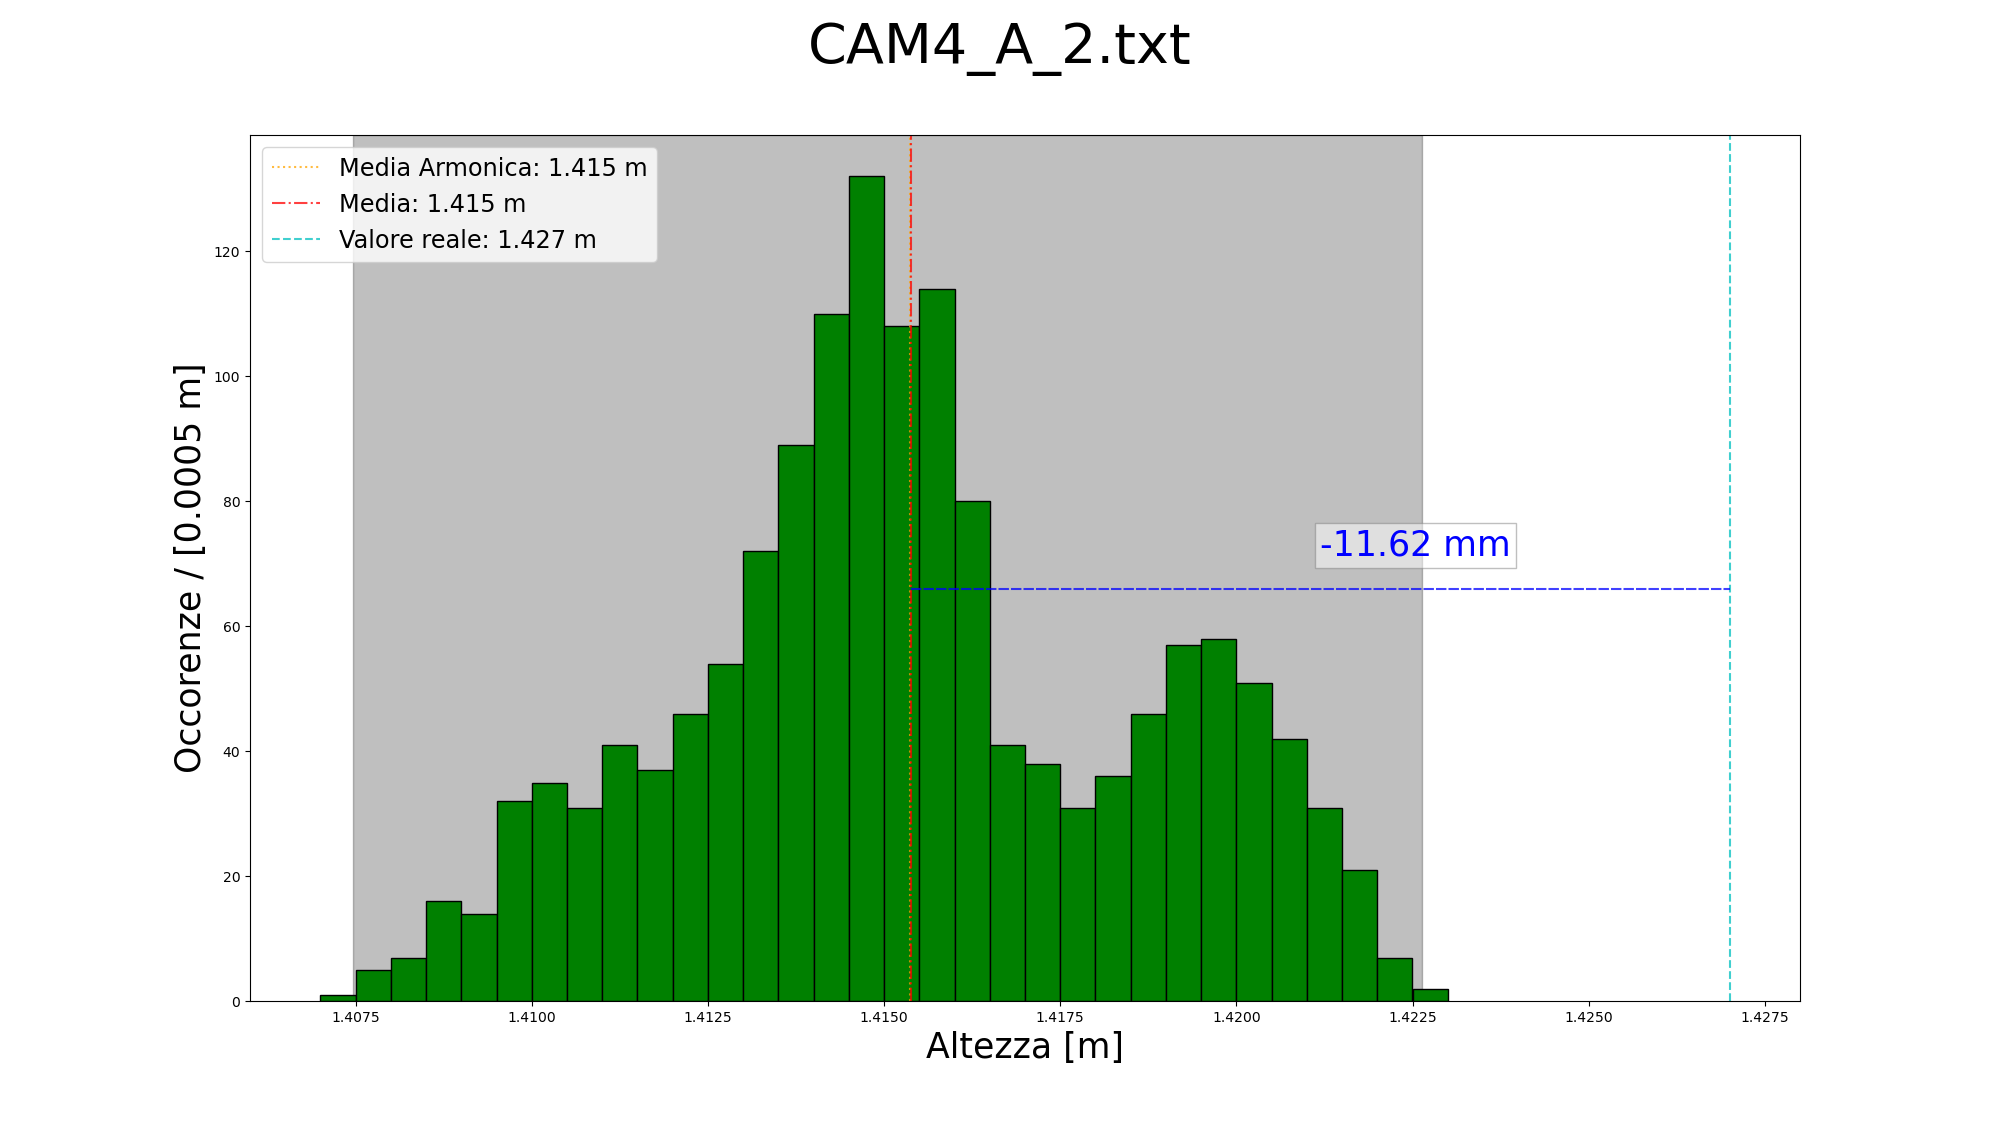 CAM4_A_2.txt
Media Armonica: 1.415 m
Media: 1.415 m
Valore reale: 1.427 m
-11.62 mm
Occorenze / [0.0005 m]
120
100
80
60
40
20
0
1.4075 1.4100 1.4125 1.4150 1.4175 1.4200 1.4225 1.4250 1.4275
Altezza [m]